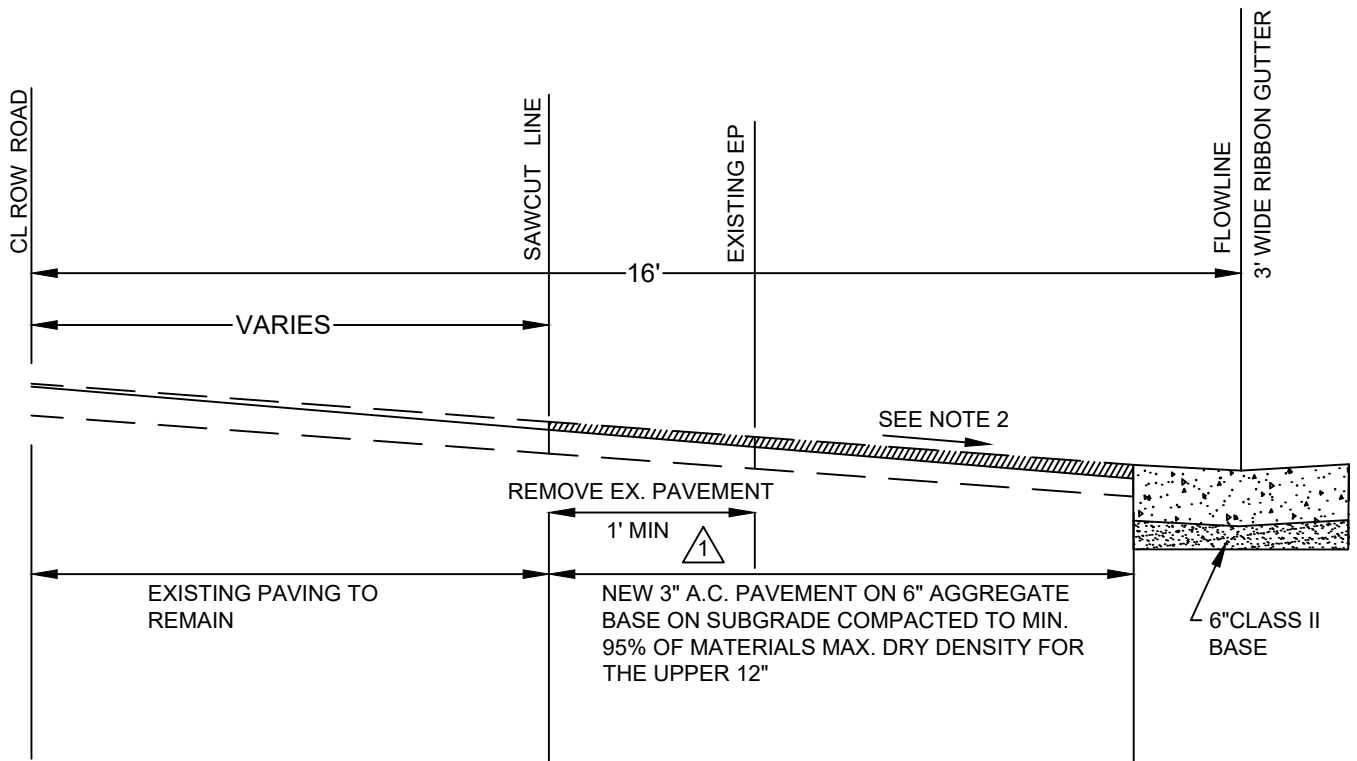 CL ROW ROAD
SAWCUT LINE
EXISTING EP
FLOWLINE
3' WIDE RIBBON GUTTER
16'
VARIES
SEE NOTE 2
REMOVE EX. PAVEMENT
1' MIN
1
EXISTING PAVING TO
REMAIN
NEW 3" A.C. PAVEMENT ON 6" AGGREGATE
BASE ON SUBGRADE COMPACTED TO MIN.
95% OF MATERIALS MAX. DRY DENSITY FOR
THE UPPER 12"
6"CLASS II
BASE